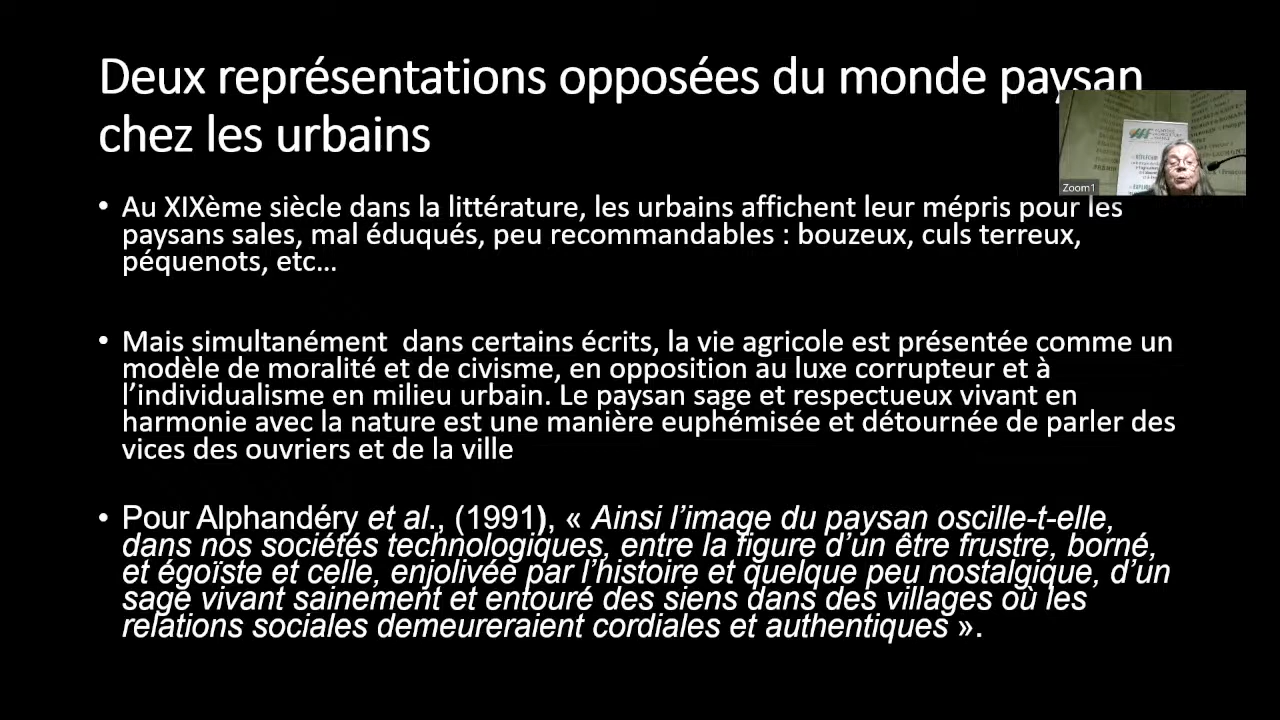 Deux représentations opposées du monde paysan
chez les urbains
• Au XIXème siècle dans la littérature, les urbains affichent leur mépris pour les
paysans sales, mal éduqués, peu recommandables : bouzeux, culs terreux,
péquenots, etc…
• Mais simultanément  dans certains écrits, la vie agricole est présentée comme un
modèle de moralité et de civisme, en opposition au luxe corrupteur et à
l’individualisme en milieu urbain. Le paysan sage et respectueux vivant en
harmonie avec la nature est une manière euphémisée et détournée de parler des
vices des ouvriers et de la ville
• Pour Alphandéry et al., (1991), « Ainsi l’image du paysan oscille-t-elle,
dans nos sociétés technologiques, entre la figure d’un être frustre, borné,
et égoïste et celle, enjolivée par l’histoire et quelque peu nostalgique, d’un
sage vivant sainement et entouré des siens dans des villages où les
relations sociales demeureraient cordiales et authentiques ».
Zoom1